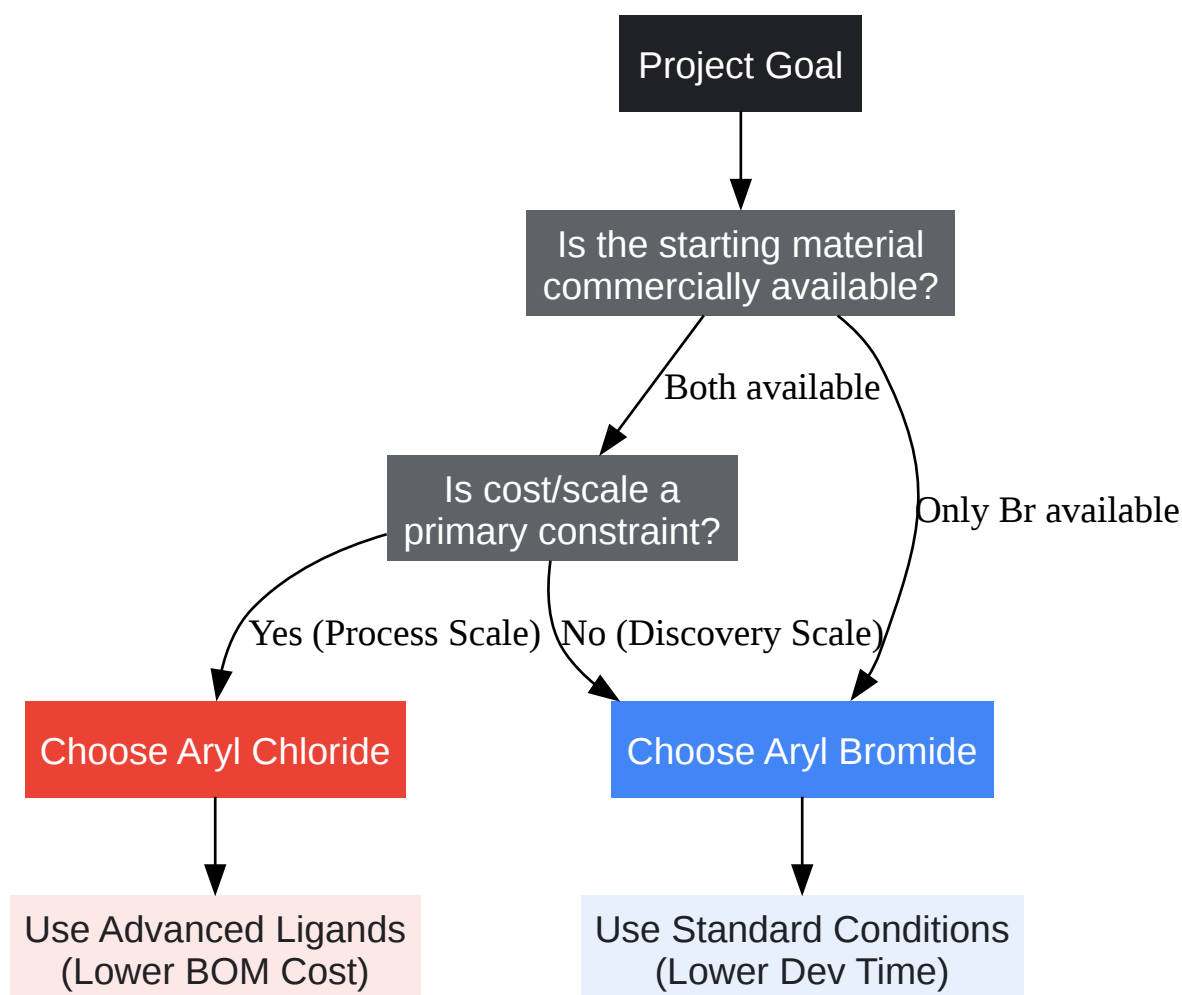 Project Goal
Is the starting material
commercially available?
Both available
Only Br available
Is cost/scale a
primary constraint?
Yes (Process Scale)
No (Discovery Scale)
Choose Aryl Chloride
Choose Aryl Bromide
Use Advanced Ligands
(Lower BOM Cost)
Use Standard Conditions
(Lower Dev Time)